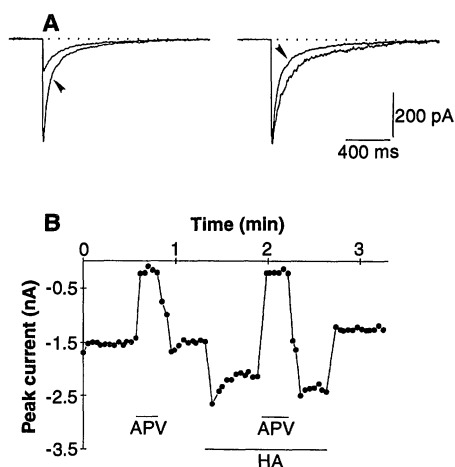 A
200 pA
400 ms
B
Time (min)
0 1 2 3
Peak current (nA)
-0.5
-1.5
-2.5
-3.5
APV APV
HA